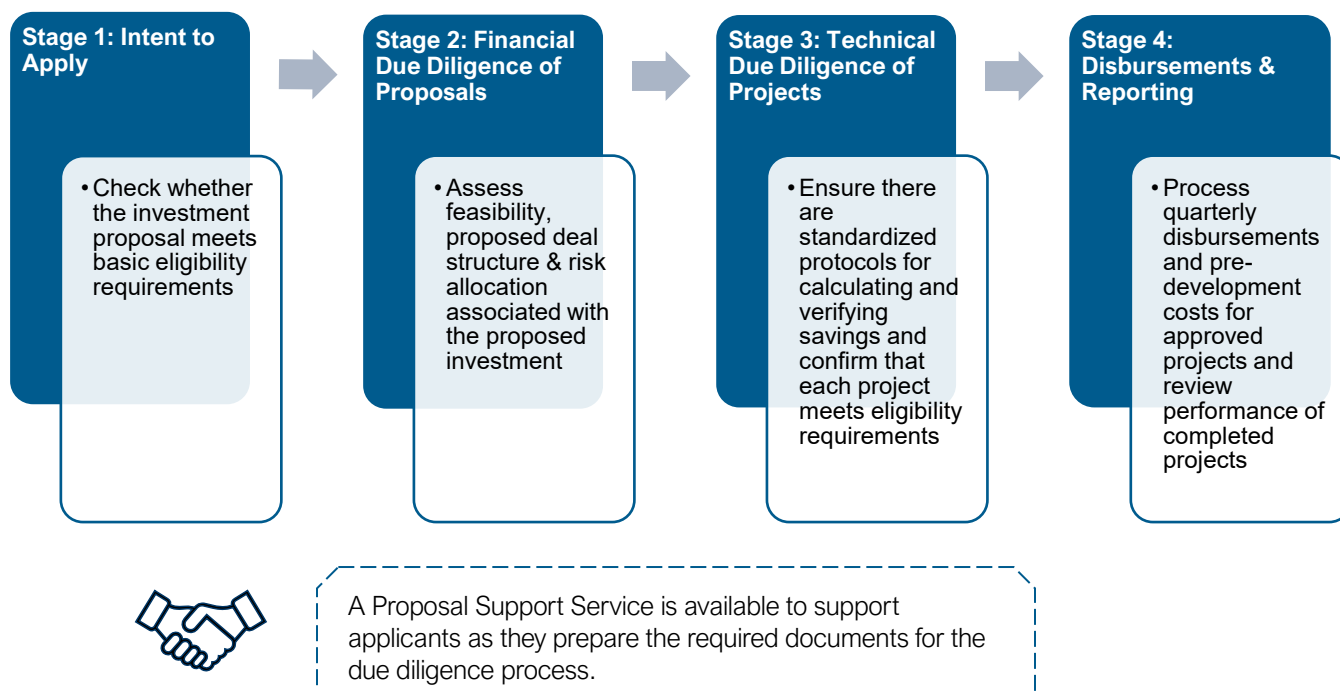 Stage 1: Intent to
Apply
• Check whether
the investment
proposal meets
basic eligibility
requirements
Stage 2: Financial
Due Diligence of
Proposals
• Assess
feasibility,
proposed deal
structure & risk
allocation
associated with
the proposed
investment
Stage 3: Technical
Due Diligence of
Projects
• Ensure there
are
standardized
protocols for
calculating and
verifying
savings and
confirm that
each project
meets eligibility
requirements
Stage 4:
Disbursements &
Reporting
• Process
quarterly
disbursements
and pre-
development
costs for
approved
projects and
review
performance of
completed
projects
A Proposal Support Service is available to support
applicants as they prepare the required documents for the
due diligence process.